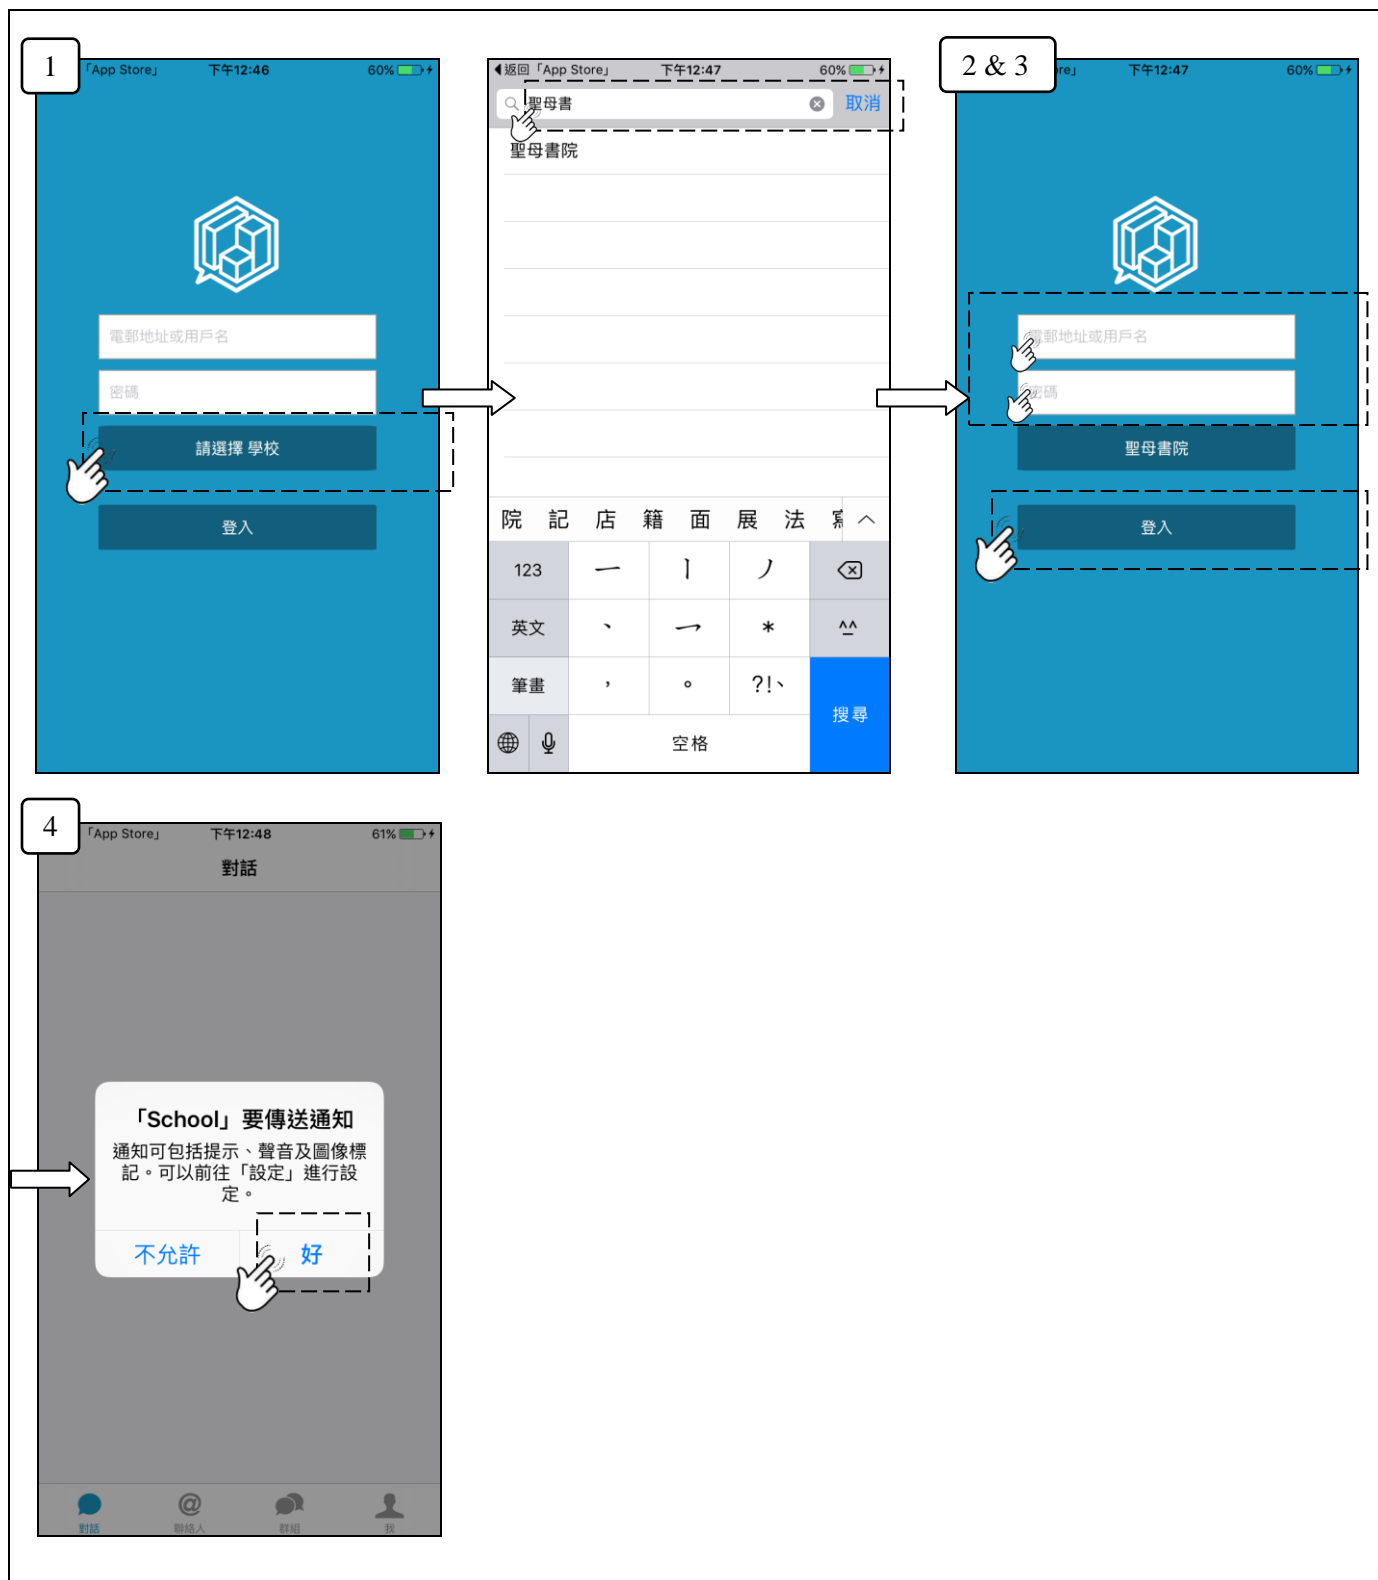 1
「App Store」 下午12:46 60%
電郵地址或用戶名
密碼
請選擇 學校
登入
返回「App Store」 下午12:47 60%
聖母書 取消
聖母書院
院 記 店 籍 面 展 法 寫
123 一 丨 丿
英文 丶 乛 * ^_^
筆畫 ， 。 ?!、
搜尋
空格
2 & 3
re」 下午12:47 60%
電郵地址或用戶名
密碼
聖母書院
登入
4
「App Store」 下午12:48 61%
對話
「School」要傳送通知
通知可包括提示、聲音及圖像標
記。可以前往「設定」進行設
定。
不允許 好
對話 聯絡人 群組 我